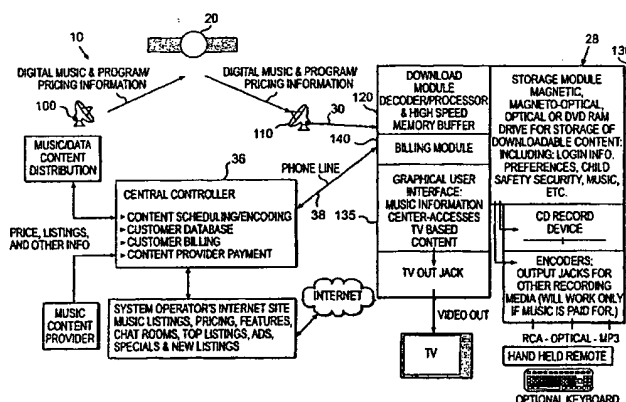 20
10
28
130
DIGITAL MUSIC & PROGRAM/
PRICING INFORMATION
DIGITAL MUSIC & PROGRAM/
PRICING INFORMATION
100
110
30
120
140
135
DOWNLOAD
MODULE
DECODER/PROCESSOR
& HIGH SPEED
MEMORY BUFFER
BILLING MODULE
GRAPHICAL USER
INTERFACE:
MUSIC INFORMATION
CENTER-ACCESSES
TV BASED
CONTENT
TV OUT JACK
STORAGE MODULE
MAGNETIC,
MAGNETO-OPTICAL,
OPTICAL OR DVD RAM
DRIVE FOR STORAGE OF
DOWNLOADABLE CONTENT:
INCLUDING: LOGIN INFO.
PREFERENCES, CHILD
SAFETY SECURITY, MUSIC,
ETC.
CD RECORD
DEVICE
ENCODERS;
OUTPUT JACKS FOR
OTHER RECORDING
MEDIA (WILL WORK ONLY
IF MUSIC IS PAID FOR.)
MUSIC/DATA
CONTENT
DISTRIBUTION
36
PHONE LINE
38
CENTRAL CONTROLLER
CONTENT SCHEDULING/ENCODING
CUSTOMER DATABASE
CUSTOMER BILLING
CONTENT PROVIDER PAYMENT
PRICE, LISTINGS,
AND OTHER INFO
MUSIC
CONTENT
PROVIDER
SYSTEM OPERATOR'S INTERNET SITE
MUSIC LISTINGS, PRICING, FEATURES,
CHAT ROOMS, TOP LISTINGS, ADS,
SPECIALS & NEW LISTINGS
INTERNET
VIDEO OUT
TV
RCA - OPTICAL - MP3
HAND HELD REMOTE
OPTIONAL KEYBOARD